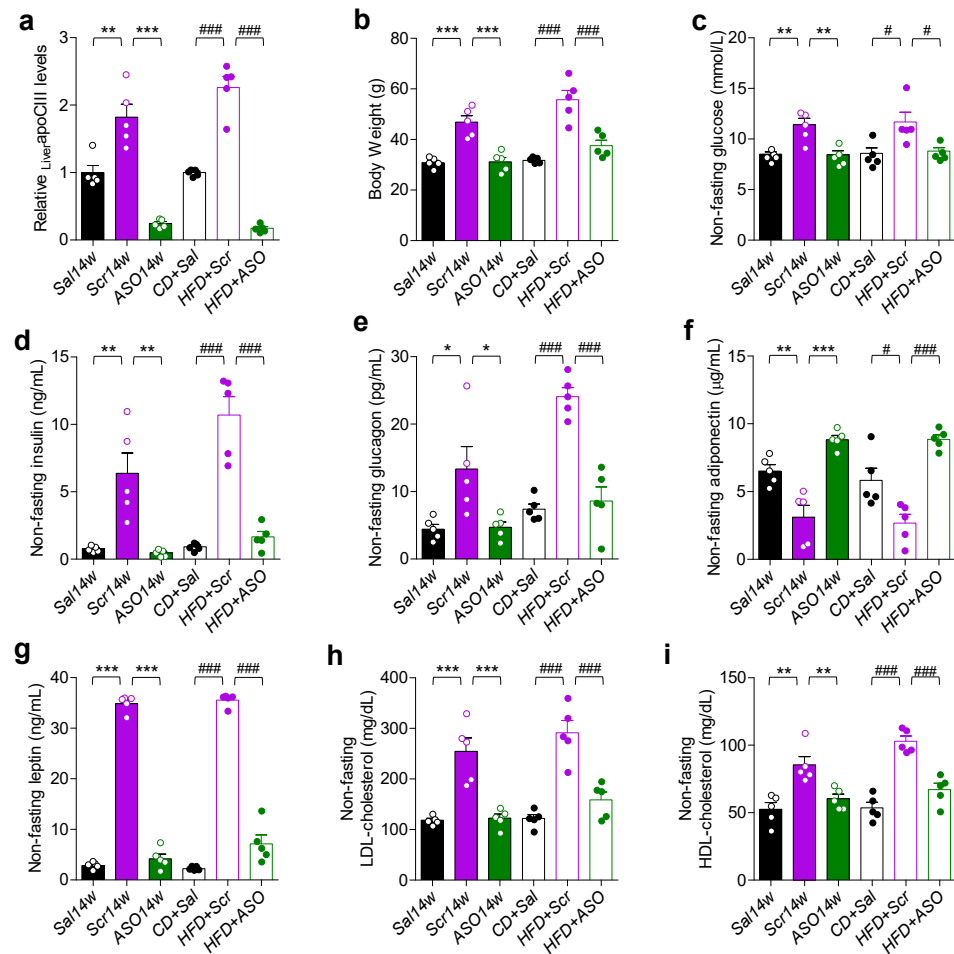 a
** *** ### ###
Relative LiverapoCIII levels
3
2
1
0
Sal14w Scr14w ASO14w CD+Sal HFD+Scr HFD+ASO
b
*** *** ### ###
Body Weight (g)
80
60
40
20
0
Sal14w Scr14w ASO14w CD+Sal HFD+Scr HFD+ASO
c
** ** # #
Non-fasting glucose (mmol/L)
20
15
10
5
0
Sal14w Scr14w ASO14w CD+Sal HFD+Scr HFD+ASO
d
** ** ### ###
Non-fasting insulin (ng/mL)
15
10
5
0
Sal14w Scr14w ASO14w CD+Sal HFD+Scr HFD+ASO
e
* * ### ###
Non-fasting glucagon (pg/mL)
30
20
10
0
Sal14w Scr14w ASO14w CD+Sal HFD+Scr HFD+ASO
f
** *** # ###
Non-fasting adiponectin (µg/mL)
15
10
5
0
Sal14w Scr14w ASO14w CD+Sal HFD+Scr HFD+ASO
g
*** *** ### ###
Non-fasting leptin (ng/mL)
40
30
20
10
0
Sal14w Scr14w ASO14w CD+Sal HFD+Scr HFD+ASO
h
*** *** ### ###
Non-fasting
LDL-cholesterol (mg/dL)
400
300
200
100
0
Sal14w Scr14w ASO14w CD+Sal HFD+Scr HFD+ASO
i
** ** ### ###
Non-fasting
HDL-cholesterol (mg/dL)
150
100
50
0
Sal14w Scr14w ASO14w CD+Sal HFD+Scr HFD+ASO